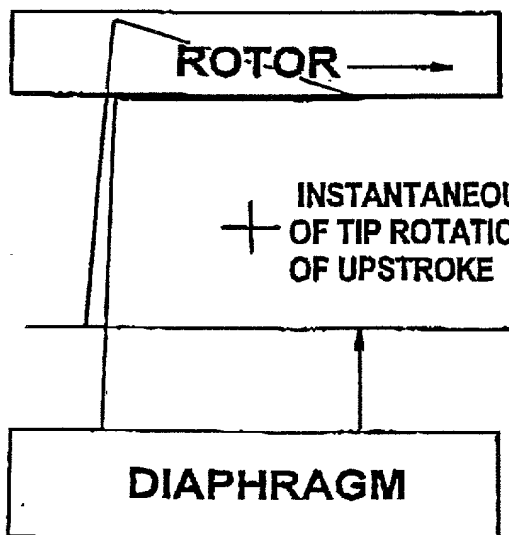 ROTOR
INSTANTANEOU
OF TIP ROTATIO
OF UPSTROKE
DIAPHRAGM